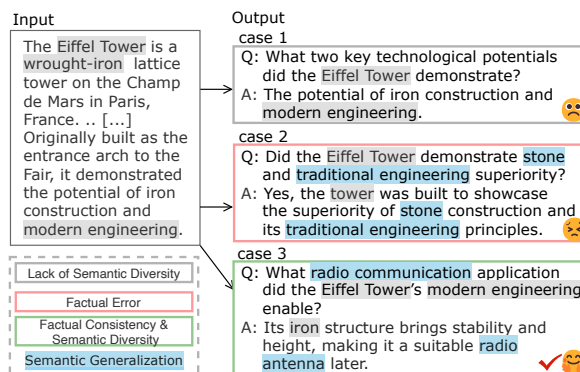 Input
The Eiffel Tower is a
wrought-iron lattice
tower on the Champ
de Mars in Paris,
France. .. [...]
Originally built as the
entrance arch to the
Fair, it demonstrated
the potential of iron
construction and
modern engineering.
Lack of Semantic Diversity
Factual Error
Factual Consistency &
Semantic Diversity
Semantic Generalization
Output
case 1
Q: What two key technological potentials
did the Eiffel Tower demonstrate?
A: The potential of iron construction and
modern engineering.
case 2
Q: Did the Eiffel Tower demonstrate stone
and traditional engineering superiority?
A: Yes, the tower was built to showcase
the superiority of stone construction and
its traditional engineering principles.
case 3
Q: What radio communication application
did the Eiffel Tower's modern engineering
enable?
A: Its iron structure brings stability and
height, making it a suitable radio
antenna later.